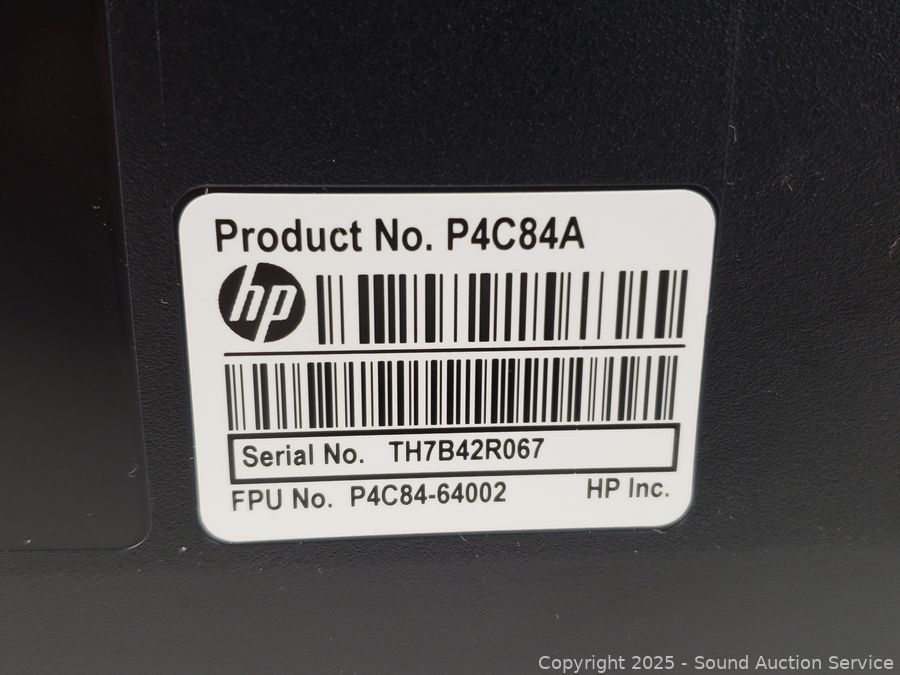 Product No. P4C84A
hp
Serial No. TH7B42R067
FPU No. P4C84-64002 HP Inc.
Copyright 2025 - Sound Auction Service